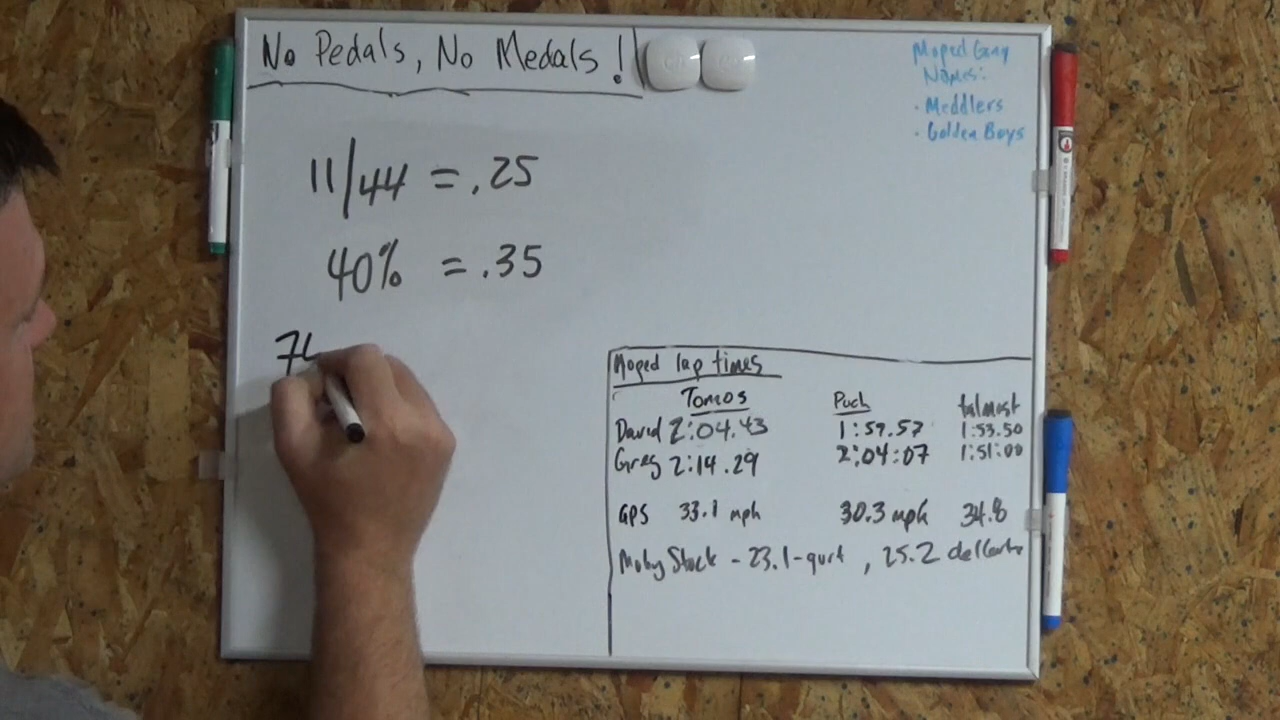 No Pedals, No Medals!
Moped Gang
Names:
· Meddlers
· Golden Boys
11/44 = .25
40% = .35
7
Moped lap times
Tomos Puch
David 2:04.43 1:59.57 1:53.50
Greg 2:14.29 2:04:07 1:51:00
GPS 33.1 mph 30.3 mph 34.8
Moby Stock - 23.1 - , 25.2